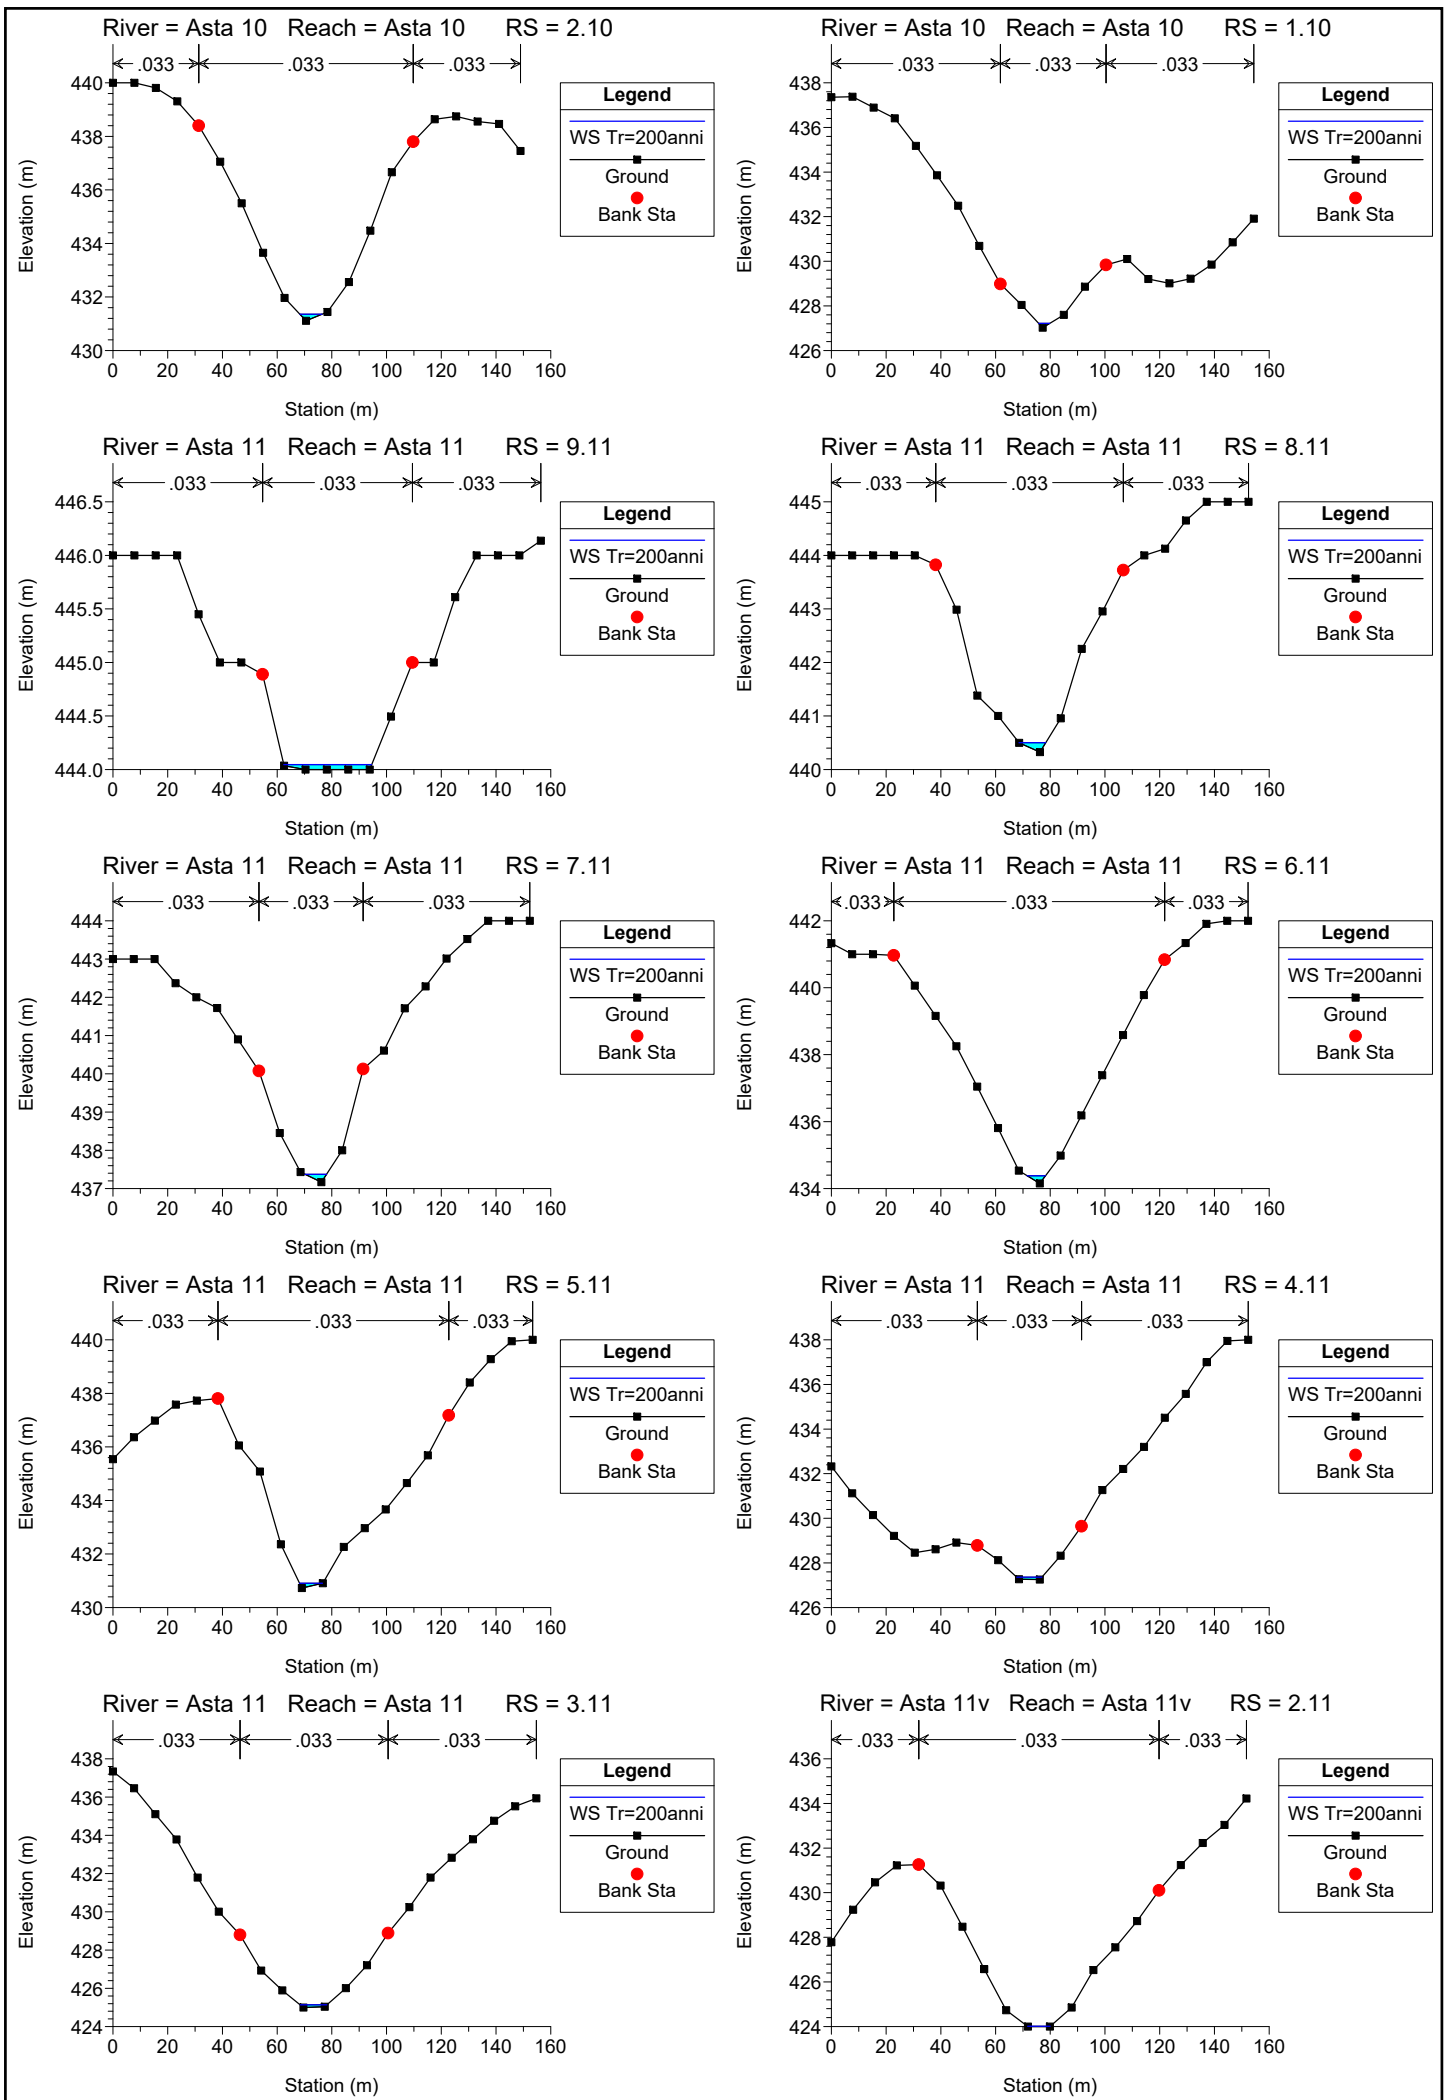 River = Asta 10 Reach = Asta 10 RS = 2.10
.033 .033 .033
440
438
436
434
432
430
Elevation (m)
0 20 40 60 80 100 120 140 160
Station (m)
Legend
WS Tr=200anni
Ground
Bank Sta
River = Asta 10 Reach = Asta 10 RS = 1.10
.033 .033 .033
438
436
434
432
430
428
426
Elevation (m)
0 20 40 60 80 100 120 140 160
Station (m)
Legend
WS Tr=200anni
Ground
Bank Sta
River = Asta 11 Reach = Asta 11 RS = 9.11
.033 .033 .033
446.5
446.0
445.5
445.0
444.5
444.0
Elevation (m)
0 20 40 60 80 100 120 140 160
Station (m)
Legend
WS Tr=200anni
Ground
Bank Sta
River = Asta 11 Reach = Asta 11 RS = 8.11
.033 .033 .033
445
444
443
442
441
440
Elevation (m)
0 20 40 60 80 100 120 140 160
Station (m)
Legend
WS Tr=200anni
Ground
Bank Sta
River = Asta 11 Reach = Asta 11 RS = 7.11
.033 .033 .033
444
443
442
441
440
439
438
437
Elevation (m)
0 20 40 60 80 100 120 140 160
Station (m)
Legend
WS Tr=200anni
Ground
Bank Sta
River = Asta 11 Reach = Asta 11 RS = 6.11
.033 .033 .033
442
440
438
436
434
Elevation (m)
0 20 40 60 80 100 120 140 160
Station (m)
Legend
WS Tr=200anni
Ground
Bank Sta
River = Asta 11 Reach = Asta 11 RS = 5.11
.033 .033 .033
440
438
436
434
432
430
Elevation (m)
0 20 40 60 80 100 120 140 160
Station (m)
Legend
WS Tr=200anni
Ground
Bank Sta
River = Asta 11 Reach = Asta 11 RS = 4.11
.033 .033 .033
438
436
434
432
430
428
426
Elevation (m)
0 20 40 60 80 100 120 140 160
Station (m)
Legend
WS Tr=200anni
Ground
Bank Sta
River = Asta 11 Reach = Asta 11 RS = 3.11
.033 .033 .033
438
436
434
432
430
428
426
424
Elevation (m)
0 20 40 60 80 100 120 140 160
Station (m)
Legend
WS Tr=200anni
Ground
Bank Sta
River = Asta 11v Reach = Asta 11v RS = 2.11
.033 .033 .033
436
434
432
430
428
426
424
Elevation (m)
0 20 40 60 80 100 120 140 160
Station (m)
Legend
WS Tr=200anni
Ground
Bank Sta